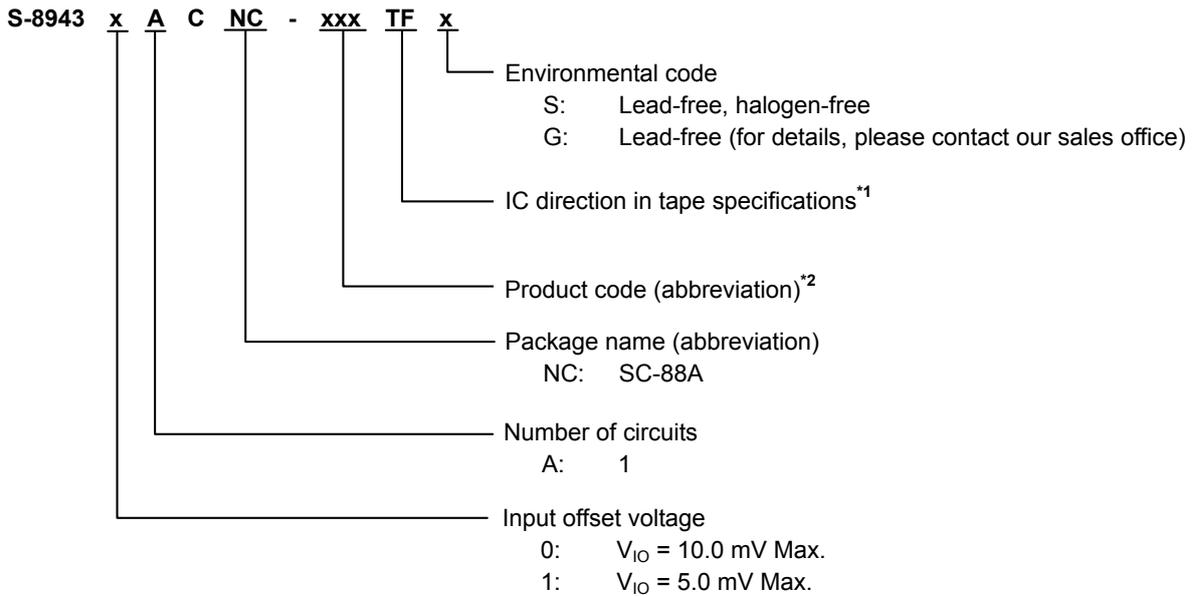 S-8943 x A C NC - xxx TF x
Environmental code
S: Lead-free, halogen-free
G: Lead-free (for details, please contact our sales office)
IC direction in tape specifications*1
Product code (abbreviation)*2
Package name (abbreviation)
NC: SC-88A
Number of circuits
A: 1
Input offset voltage
0: VIO = 10.0 mV Max.
1: VIO = 5.0 mV Max.